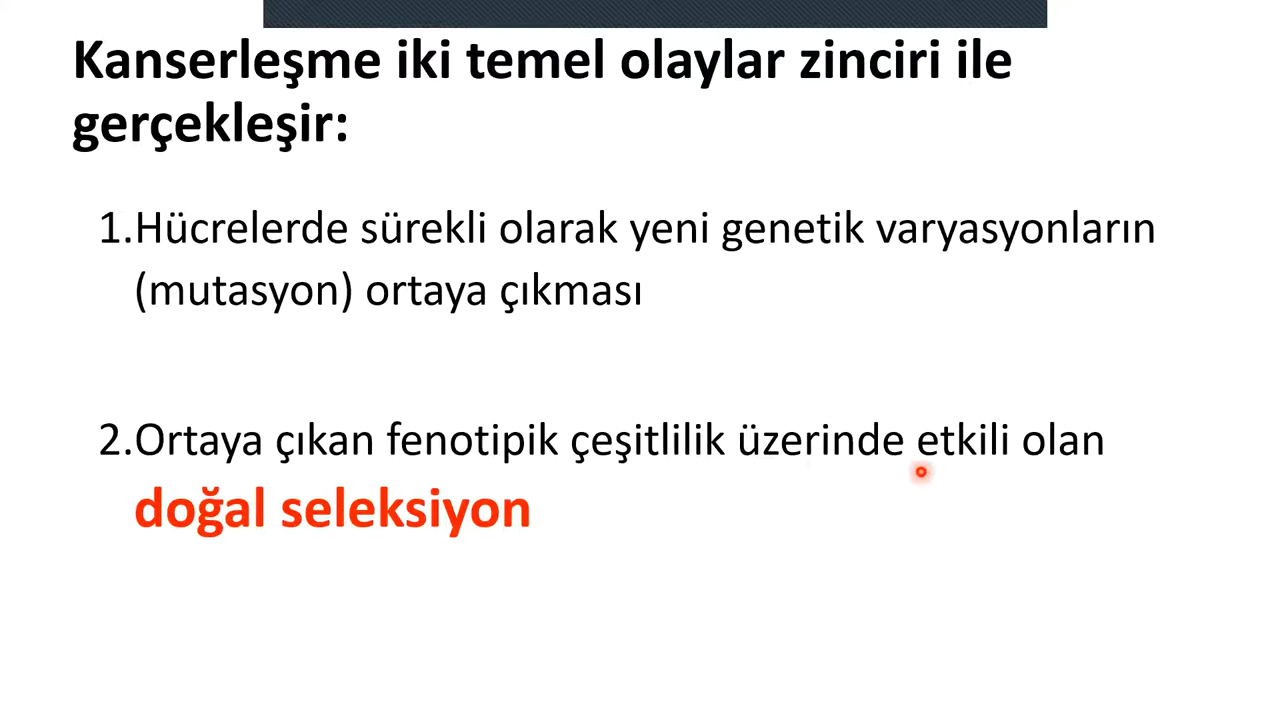 Kanserleşme iki temel olaylar zinciri ile
gerçekleşir:
1.Hücrelerde sürekli olarak yeni genetik varyasyonların
(mutasyon) ortaya çıkması
2.Ortaya çıkan fenotipik çeşitlilik üzerinde etkili olan
doğal seleksiyon